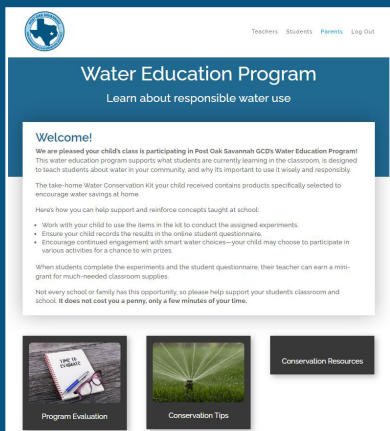 Teachers Students Parents Log Out
Water Education Program
Learn about responsible water use
Welcome!
We are pleased your child's class is participating in Post Oak Savannah GCD's Water Education Program!
This water education program supports what students are currently learning in the classroom, is designed
to teach students about water in your community, and why it's important to use it wisely and responsibly.
The take-home Water Conservation Kit your child received contains products specifically selected to
encourage water savings at home.
Here's how you can help support and reinforce concepts taught at school:
• Work with your child to use the items in the kit to conduct the assigned experiments.
• Ensure your child records the results in the online student questionnaire.
• Encourage continued engagement with smart water choices—your child may choose to participate in
various activities for a chance to win prizes.
When students complete the experiments and the student questionnaire, their teacher can earn a mini-
grant for much-needed classroom supplies.
Not every school or family has this opportunity, so please help support your student's classroom and
school. It does not cost you a penny, only a few minutes of your time.
TIME TO
EVALUATE
Program Evaluation
Conservation Tips
Conservation Resources